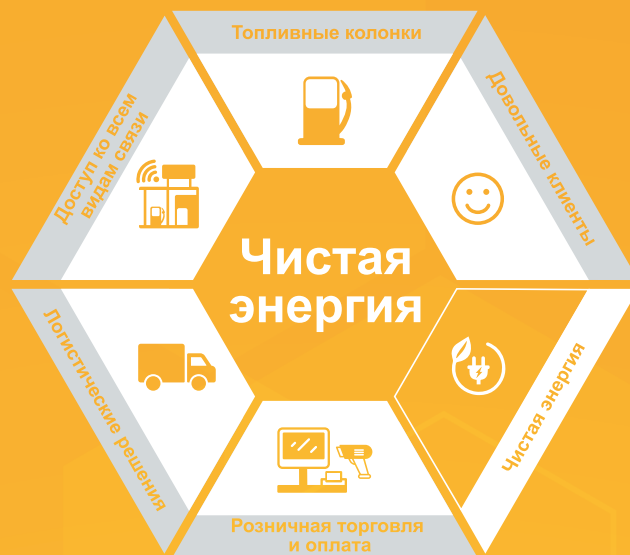 Топливные колонки
Довольные клиенты
Доступ ко всем
видам связи
Чистая
энергия
Логистические решения
Чистая энергия
Розничная торговля
и оплата